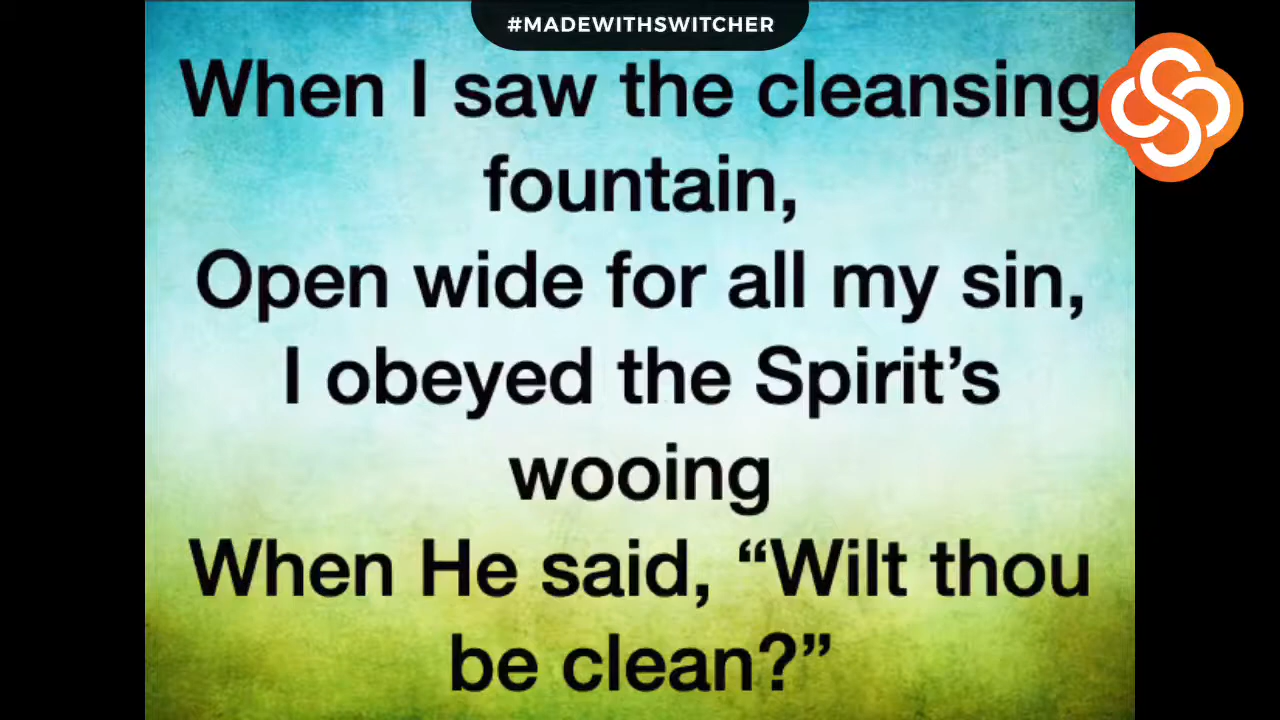 #MADEWITHSWITCHER
When I saw the cleansing
fountain,
Open wide for all my sin,
I obeyed the Spirit’s
wooing
When He said, “Wilt thou
be clean?”